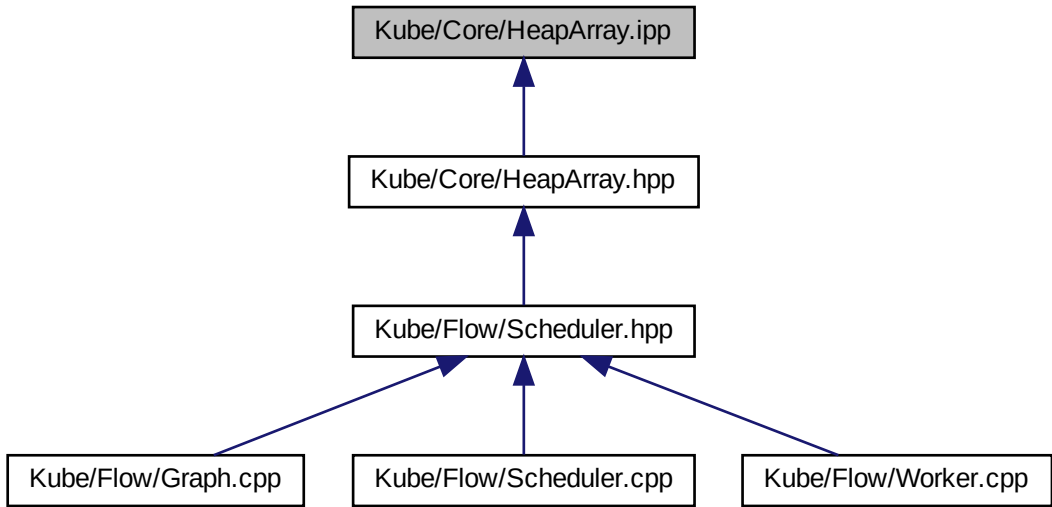 Kube/Core/HeapArray.ipp
Kube/Core/HeapArray.hpp
Kube/Flow/Scheduler.hpp
Kube/Flow/Graph.cpp
Kube/Flow/Scheduler.cpp
Kube/Flow/Worker.cpp